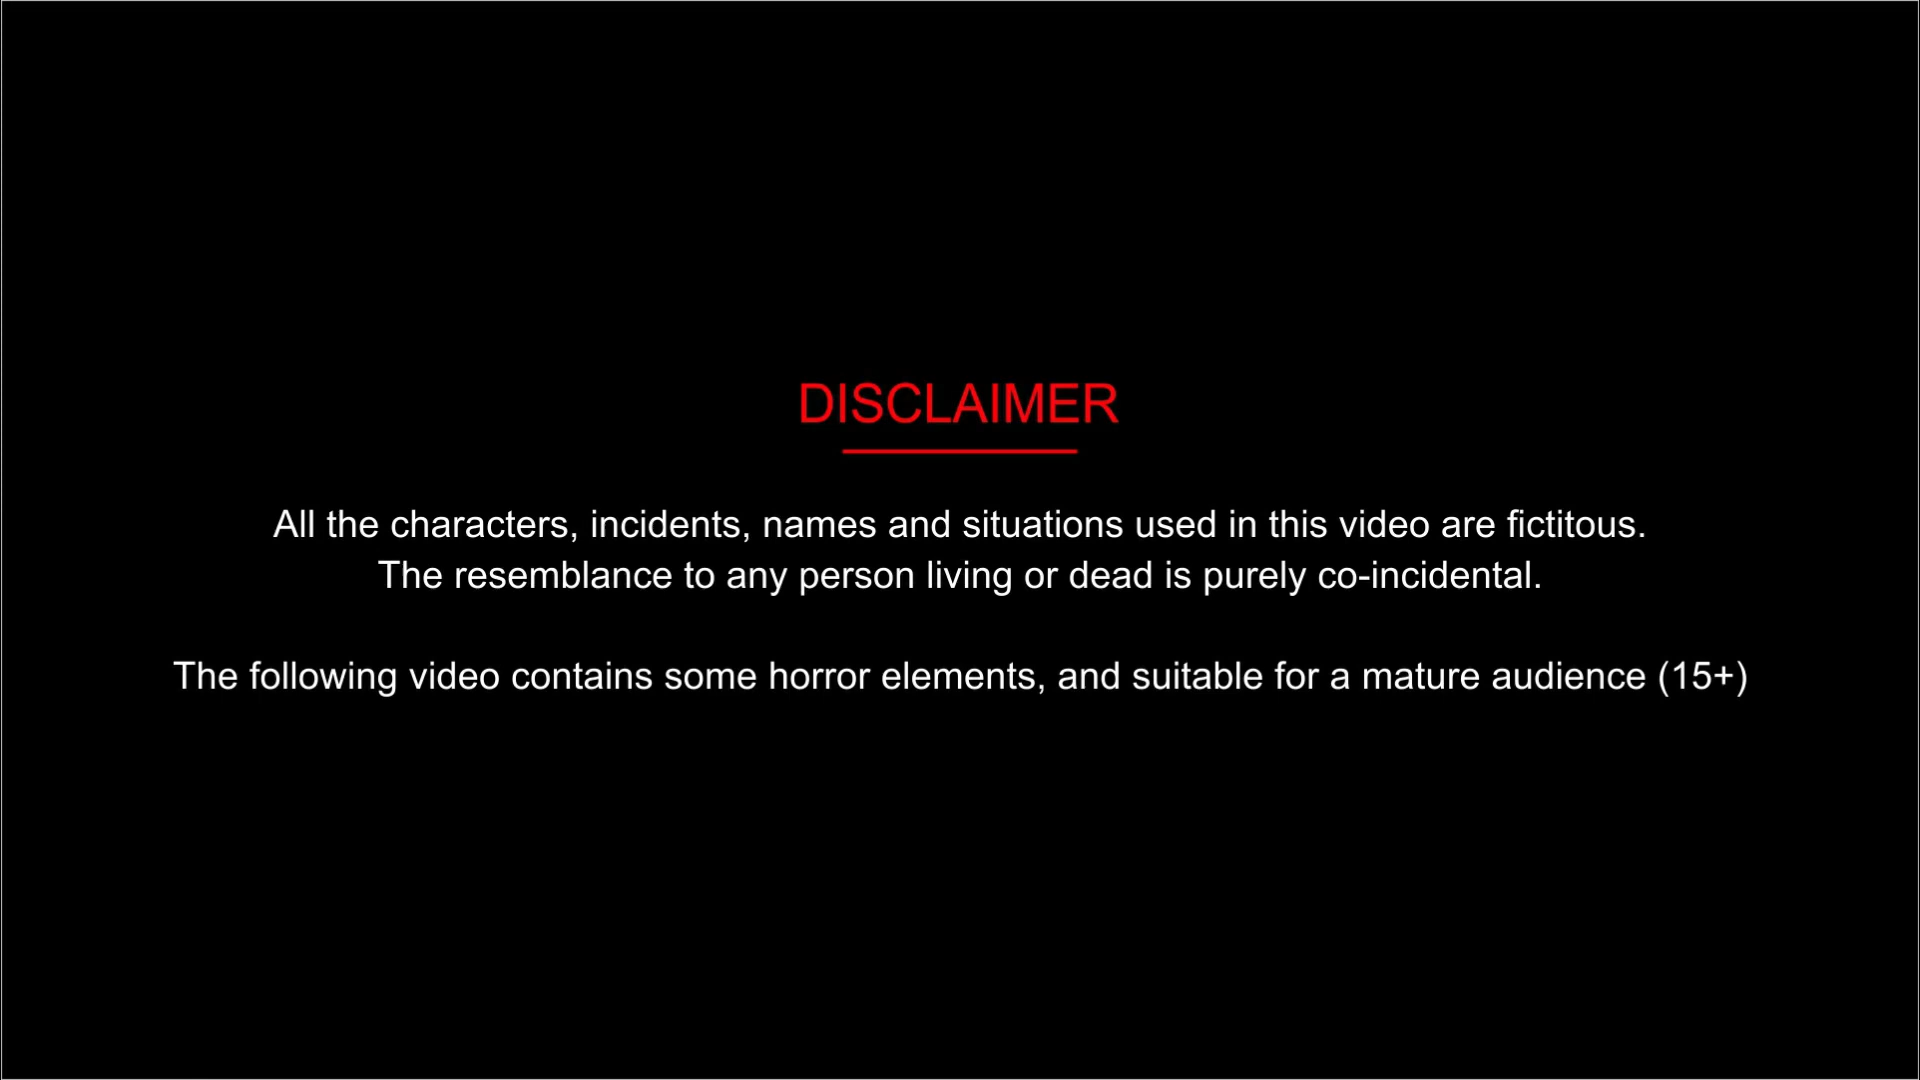 DISCLAIMER
All the characters, incidents, names and situations used in this video are fictitous.
The resemblance to any person living or dead is purely co-incidental.
The following video contains some horror elements, and suitable for a mature audience (15+)